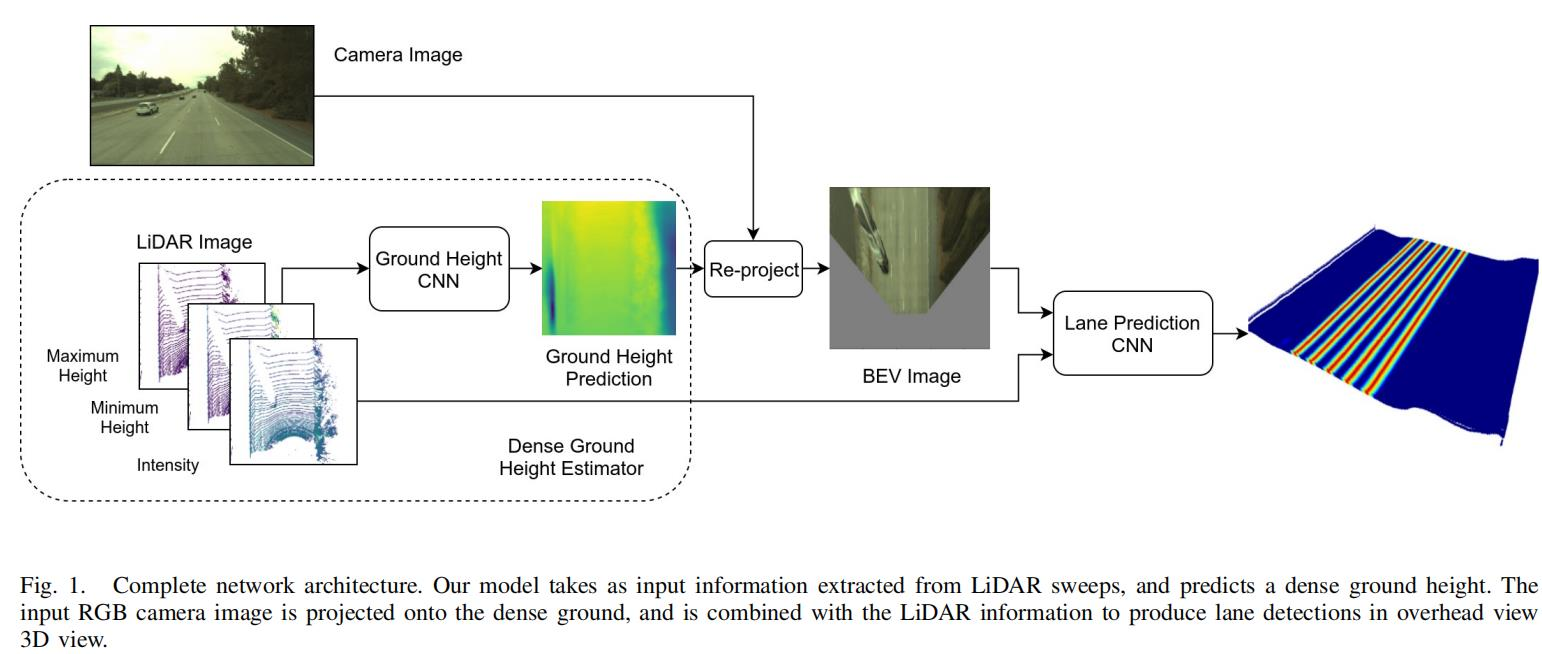 Camera Image
LiDAR Image
Maximum
Height
Minimum
Height
Intensity
Ground Height
CNN
Ground Height
Prediction
Dense Ground
Height Estimator
Re-project
BEV Image
Lane Prediction
CNN
Fig. 1. Complete network architecture. Our model takes as input information extracted from LiDAR sweeps, and predicts a dense ground height. The
input RGB camera image is projected onto the dense ground, and is combined with the LiDAR information to produce lane detections in overhead view
3D view.